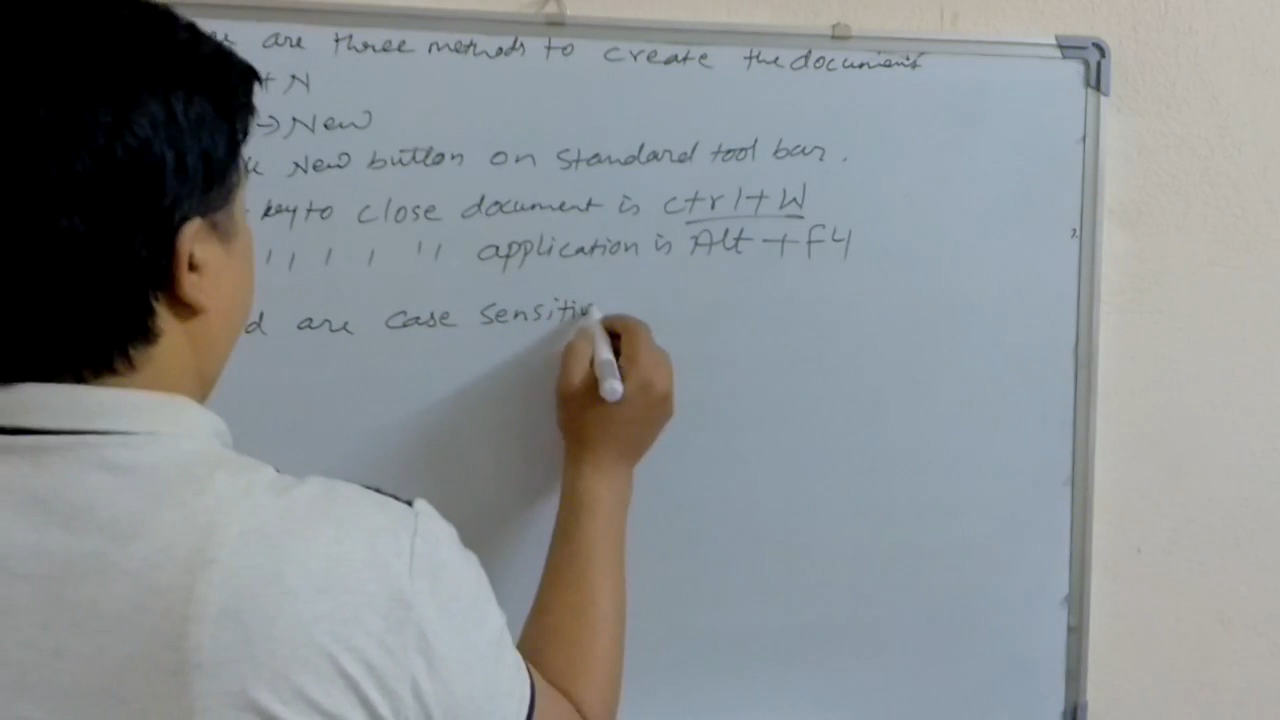 are three methods to create the document
+ N
→ New
New button on standard tool bar.
key to close document is ctrl+W
,, ,, ,, application is Alt + F4
d are case sensitiv